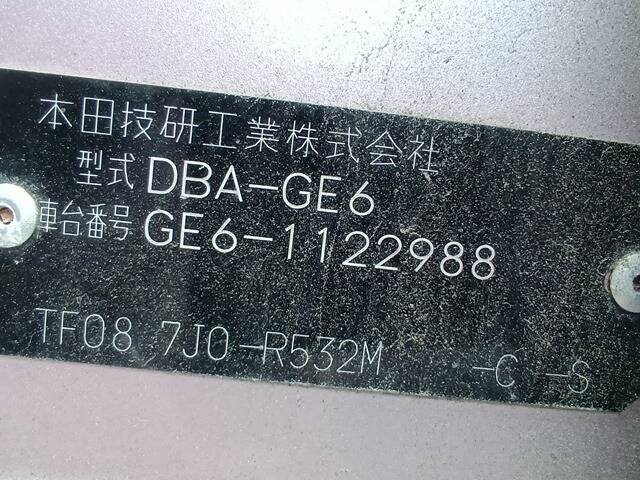 本田技研工業株式会社
型式 DBA-GE6
車台番号 GE6-1122988
TF08 7J0-R532M -C -S